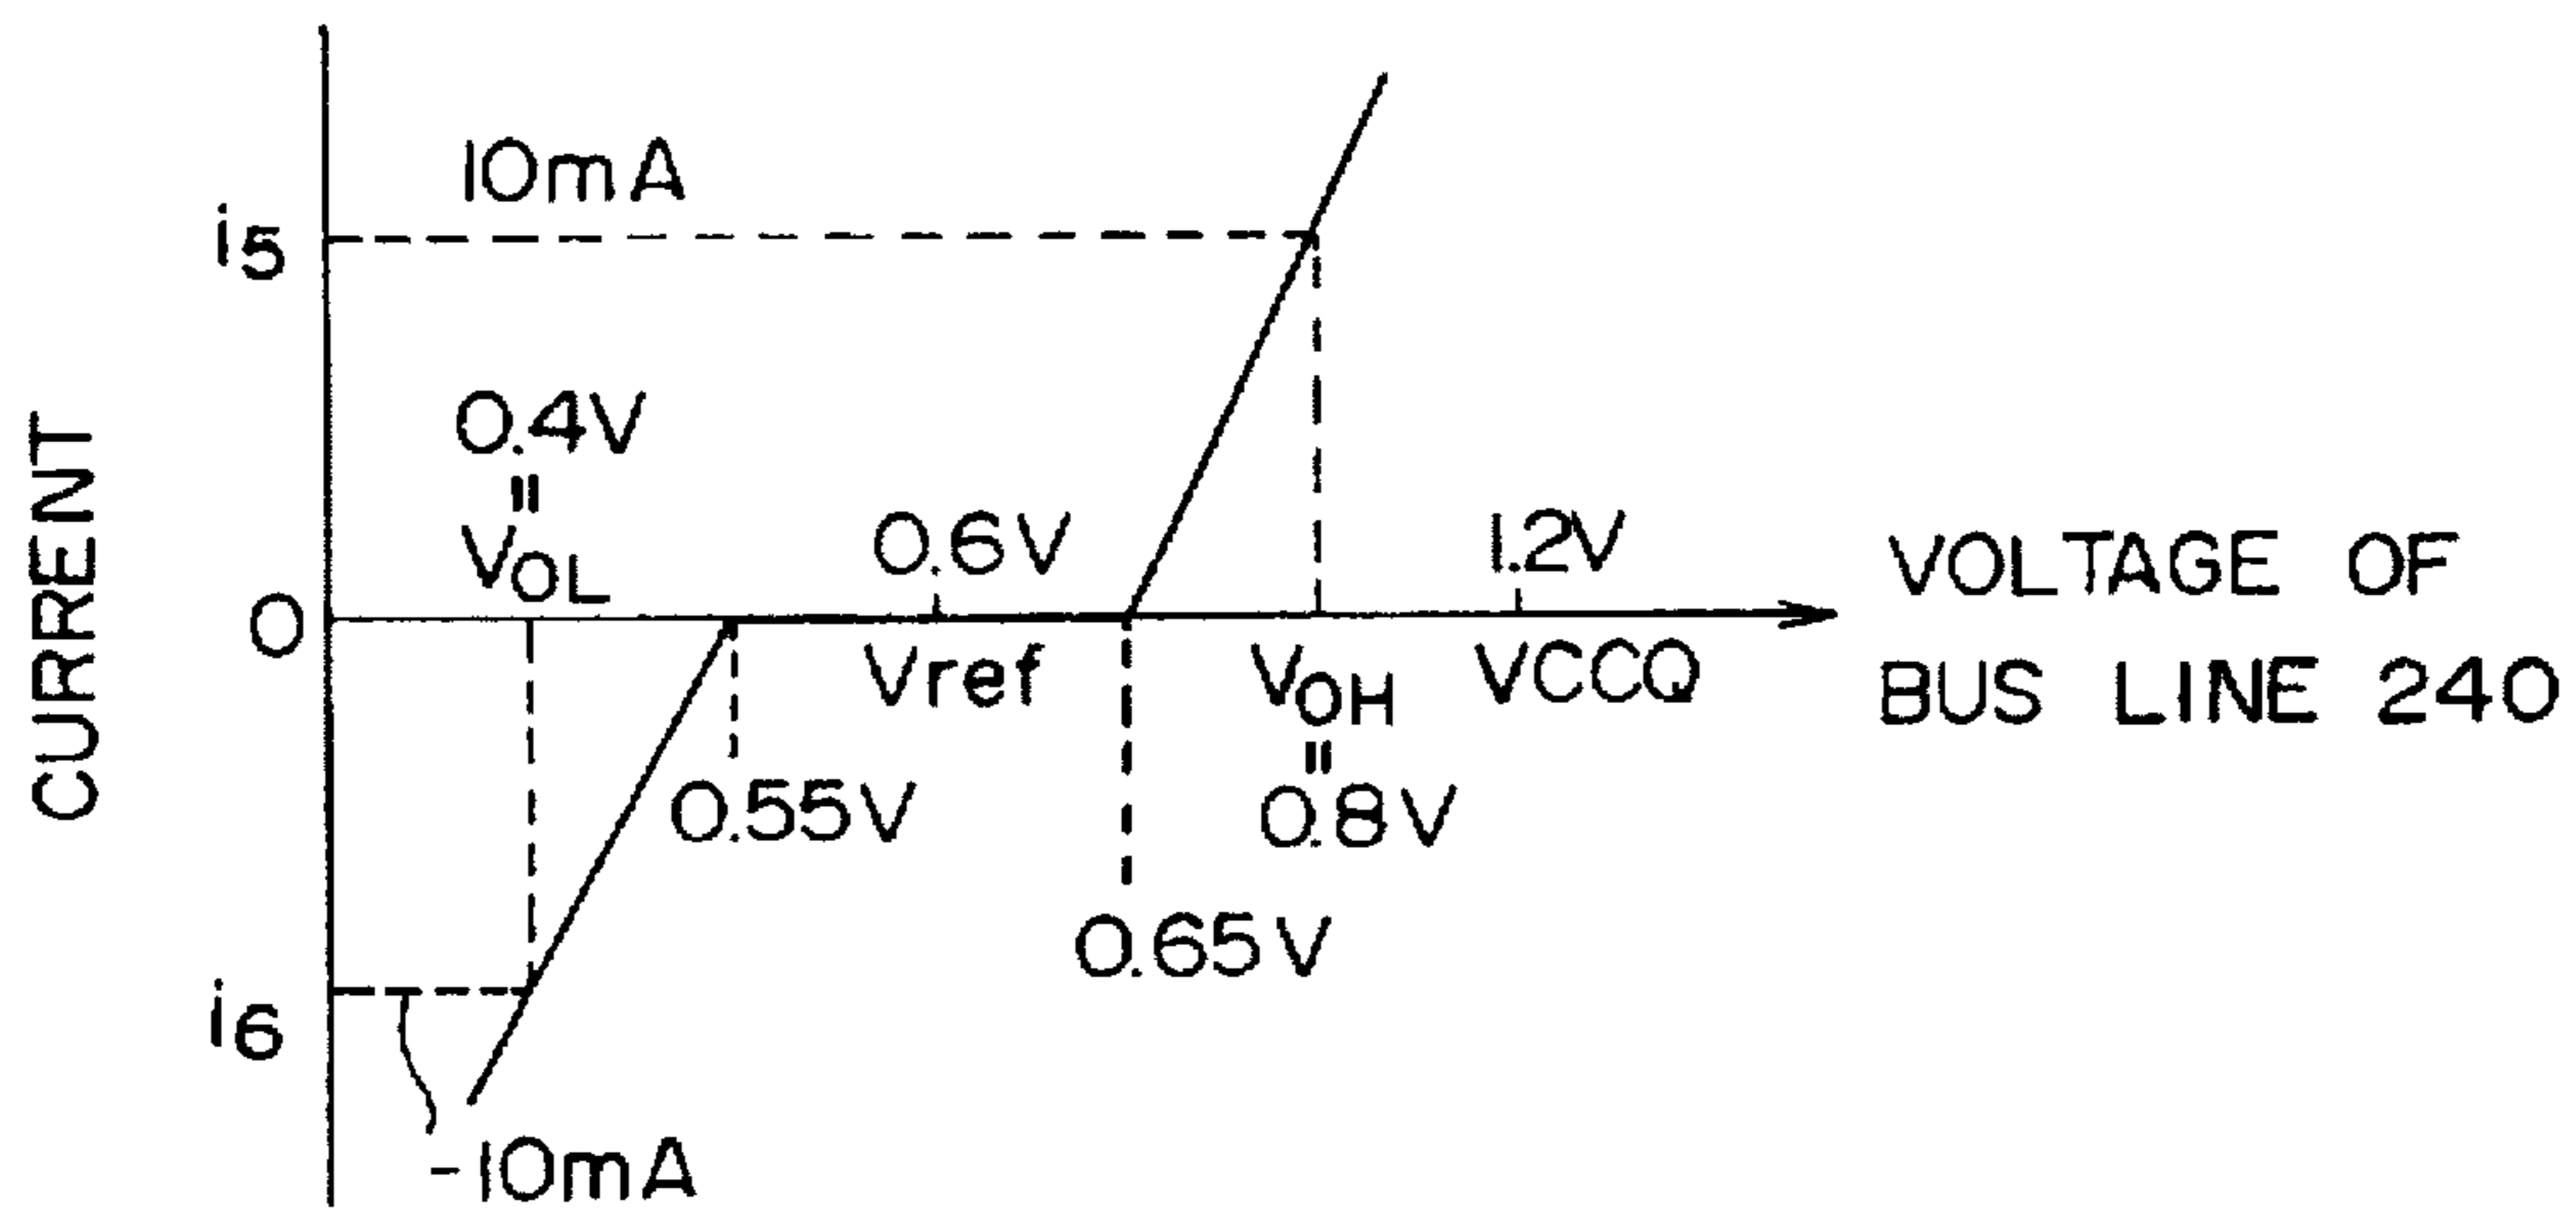 10mA
i5
0.4V
=
VOL
0.6V
1.2V
VOLTAGE OF
BUS LINE 240
CURRENT
0
Vref
VOH
=
0.8V
VCCQ
0.55V
0.65V
i6
-10mA